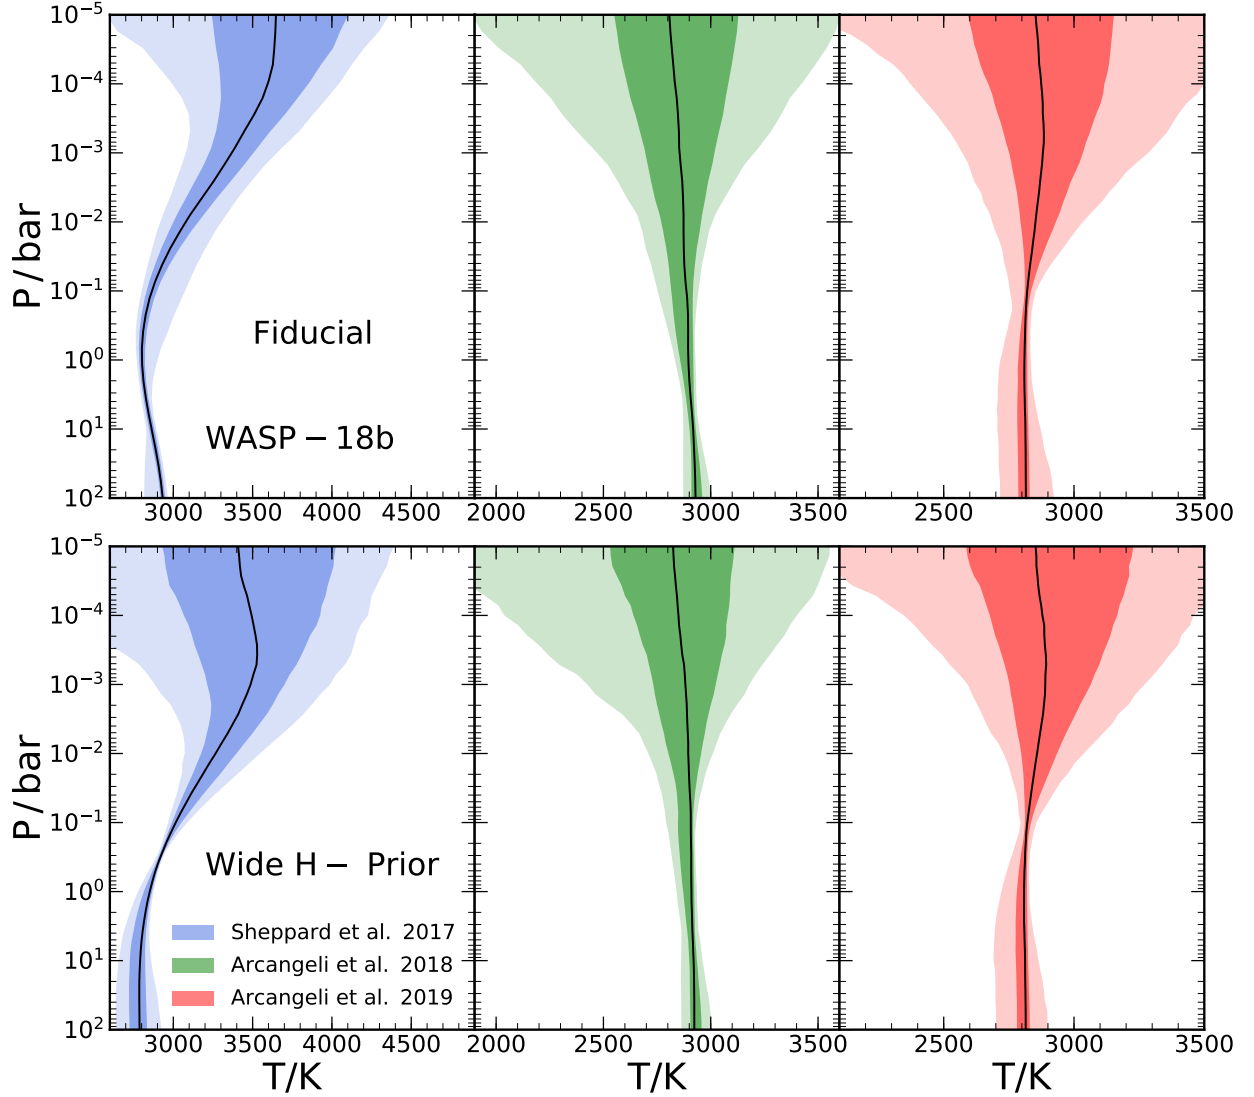 10⁻⁵
10⁻⁴
10⁻³
10⁻²
10⁻¹
10⁰
10¹
10²
P/bar
Fiducial
WASP – 18b
3000 3500 4000 4500 2000 2500 3000 3500 2500 3000 3500
10⁻⁵
10⁻⁴
10⁻³
10⁻²
10⁻¹
10⁰
10¹
10²
P/bar
Wide H – Prior
Sheppard et al. 2017
Arcangeli et al. 2018
Arcangeli et al. 2019
3000 3500 4000 4500 2000 2500 3000 3500 2500 3000 3500
T/K T/K T/K